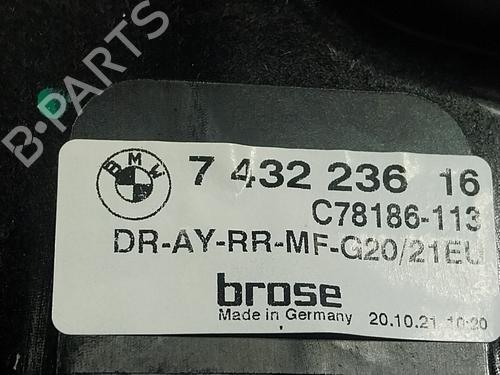 B-PARTS
BMW
7 432 236 16
C78186-113
DR-AY-RR-MF-G20/21EU
brose
Made in Germany 20.10.21 10:20